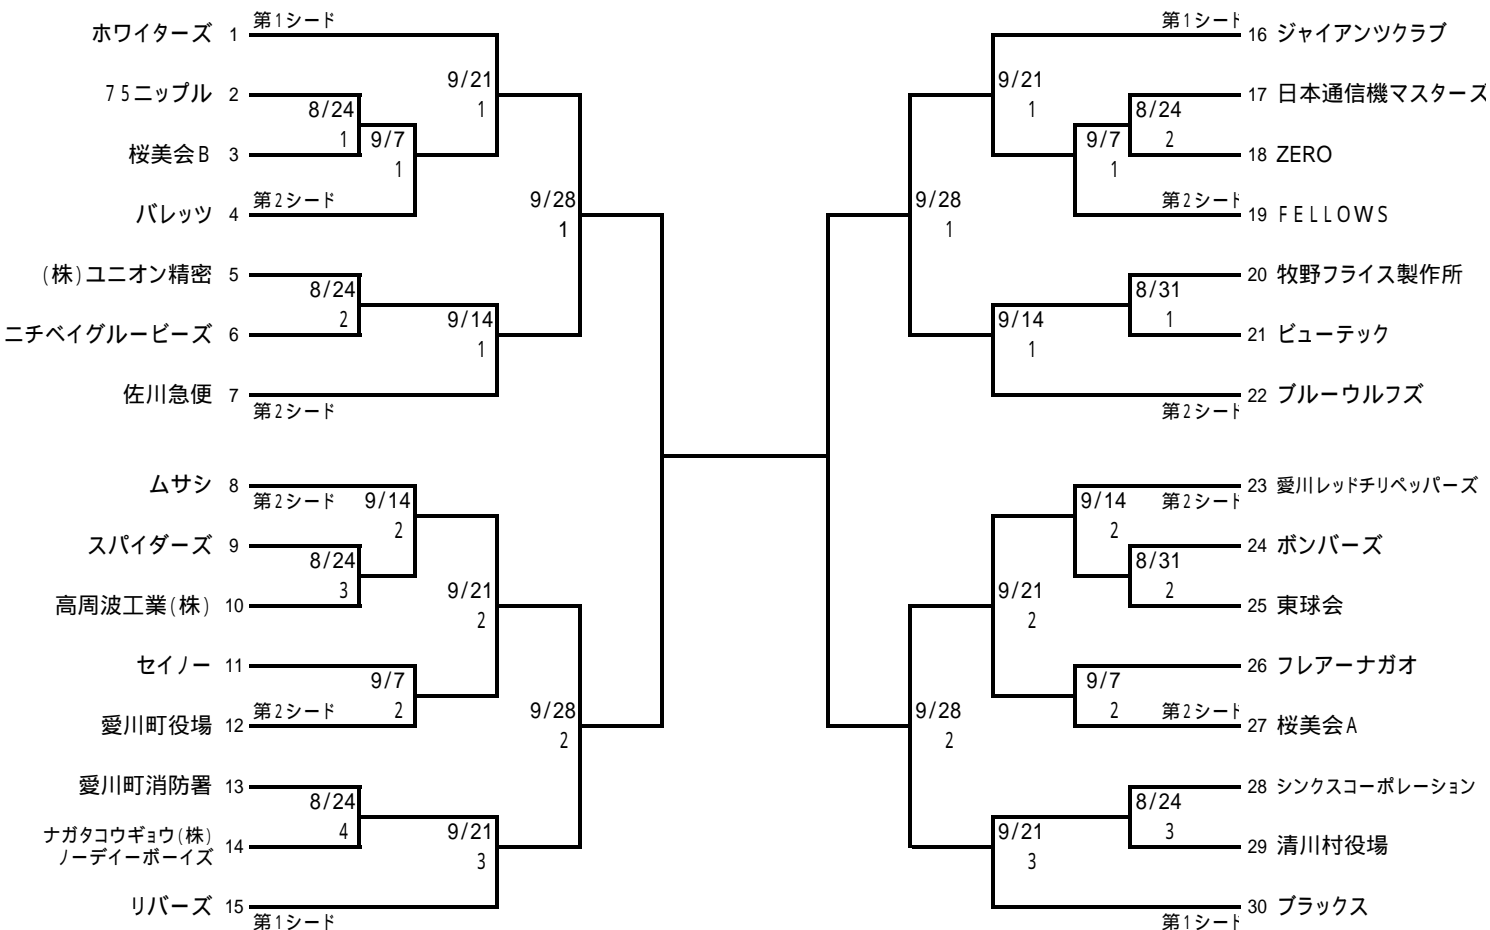 ホワイターズ 1 第1シード
9/21
1
75ニップル 2
8/24
1
9/7
1
桜美会B 3
バレッツ 4 第2シード
9/28
1
(株)ユニオン精密 5
8/24
2
ニチベイグルービーズ 6
9/14
1
佐川急便 7 第2シード
ムサシ 8 第2シード
9/14
2
スパイダーズ 9
8/24
3
高周波工業(株) 10
9/21
2
セイノー 11
9/7
2
愛川町役場 12 第2シード
9/28
2
愛川町消防署 13
8/24
4
ナガタコウギョウ(株)
ノーデイーボーイズ 14
9/21
3
リバーズ 15 第1シード
第1シード 16 ジャイアンツクラブ
9/21
1
17 日本通信機マスターズ
8/24
2
9/7
1
18 ZERO
第2シード 19 FELLOWS
9/28
1
20 牧野フライス製作所
8/31
1
21 ビューテック
9/14
1
22 ブルーウルフズ
第2シード
23 愛川レッドチリペッパーズ
第2シード
9/14
2
24 ボンバーズ
8/31
2
25 東球会
9/21
2
26 フレアーナガオ
9/7
2
第2シード 27 桜美会A
9/28
2
28 シンクスコーポレーション
8/24
3
29 清川村役場
9/21
3
30 ブラックス
第1シード